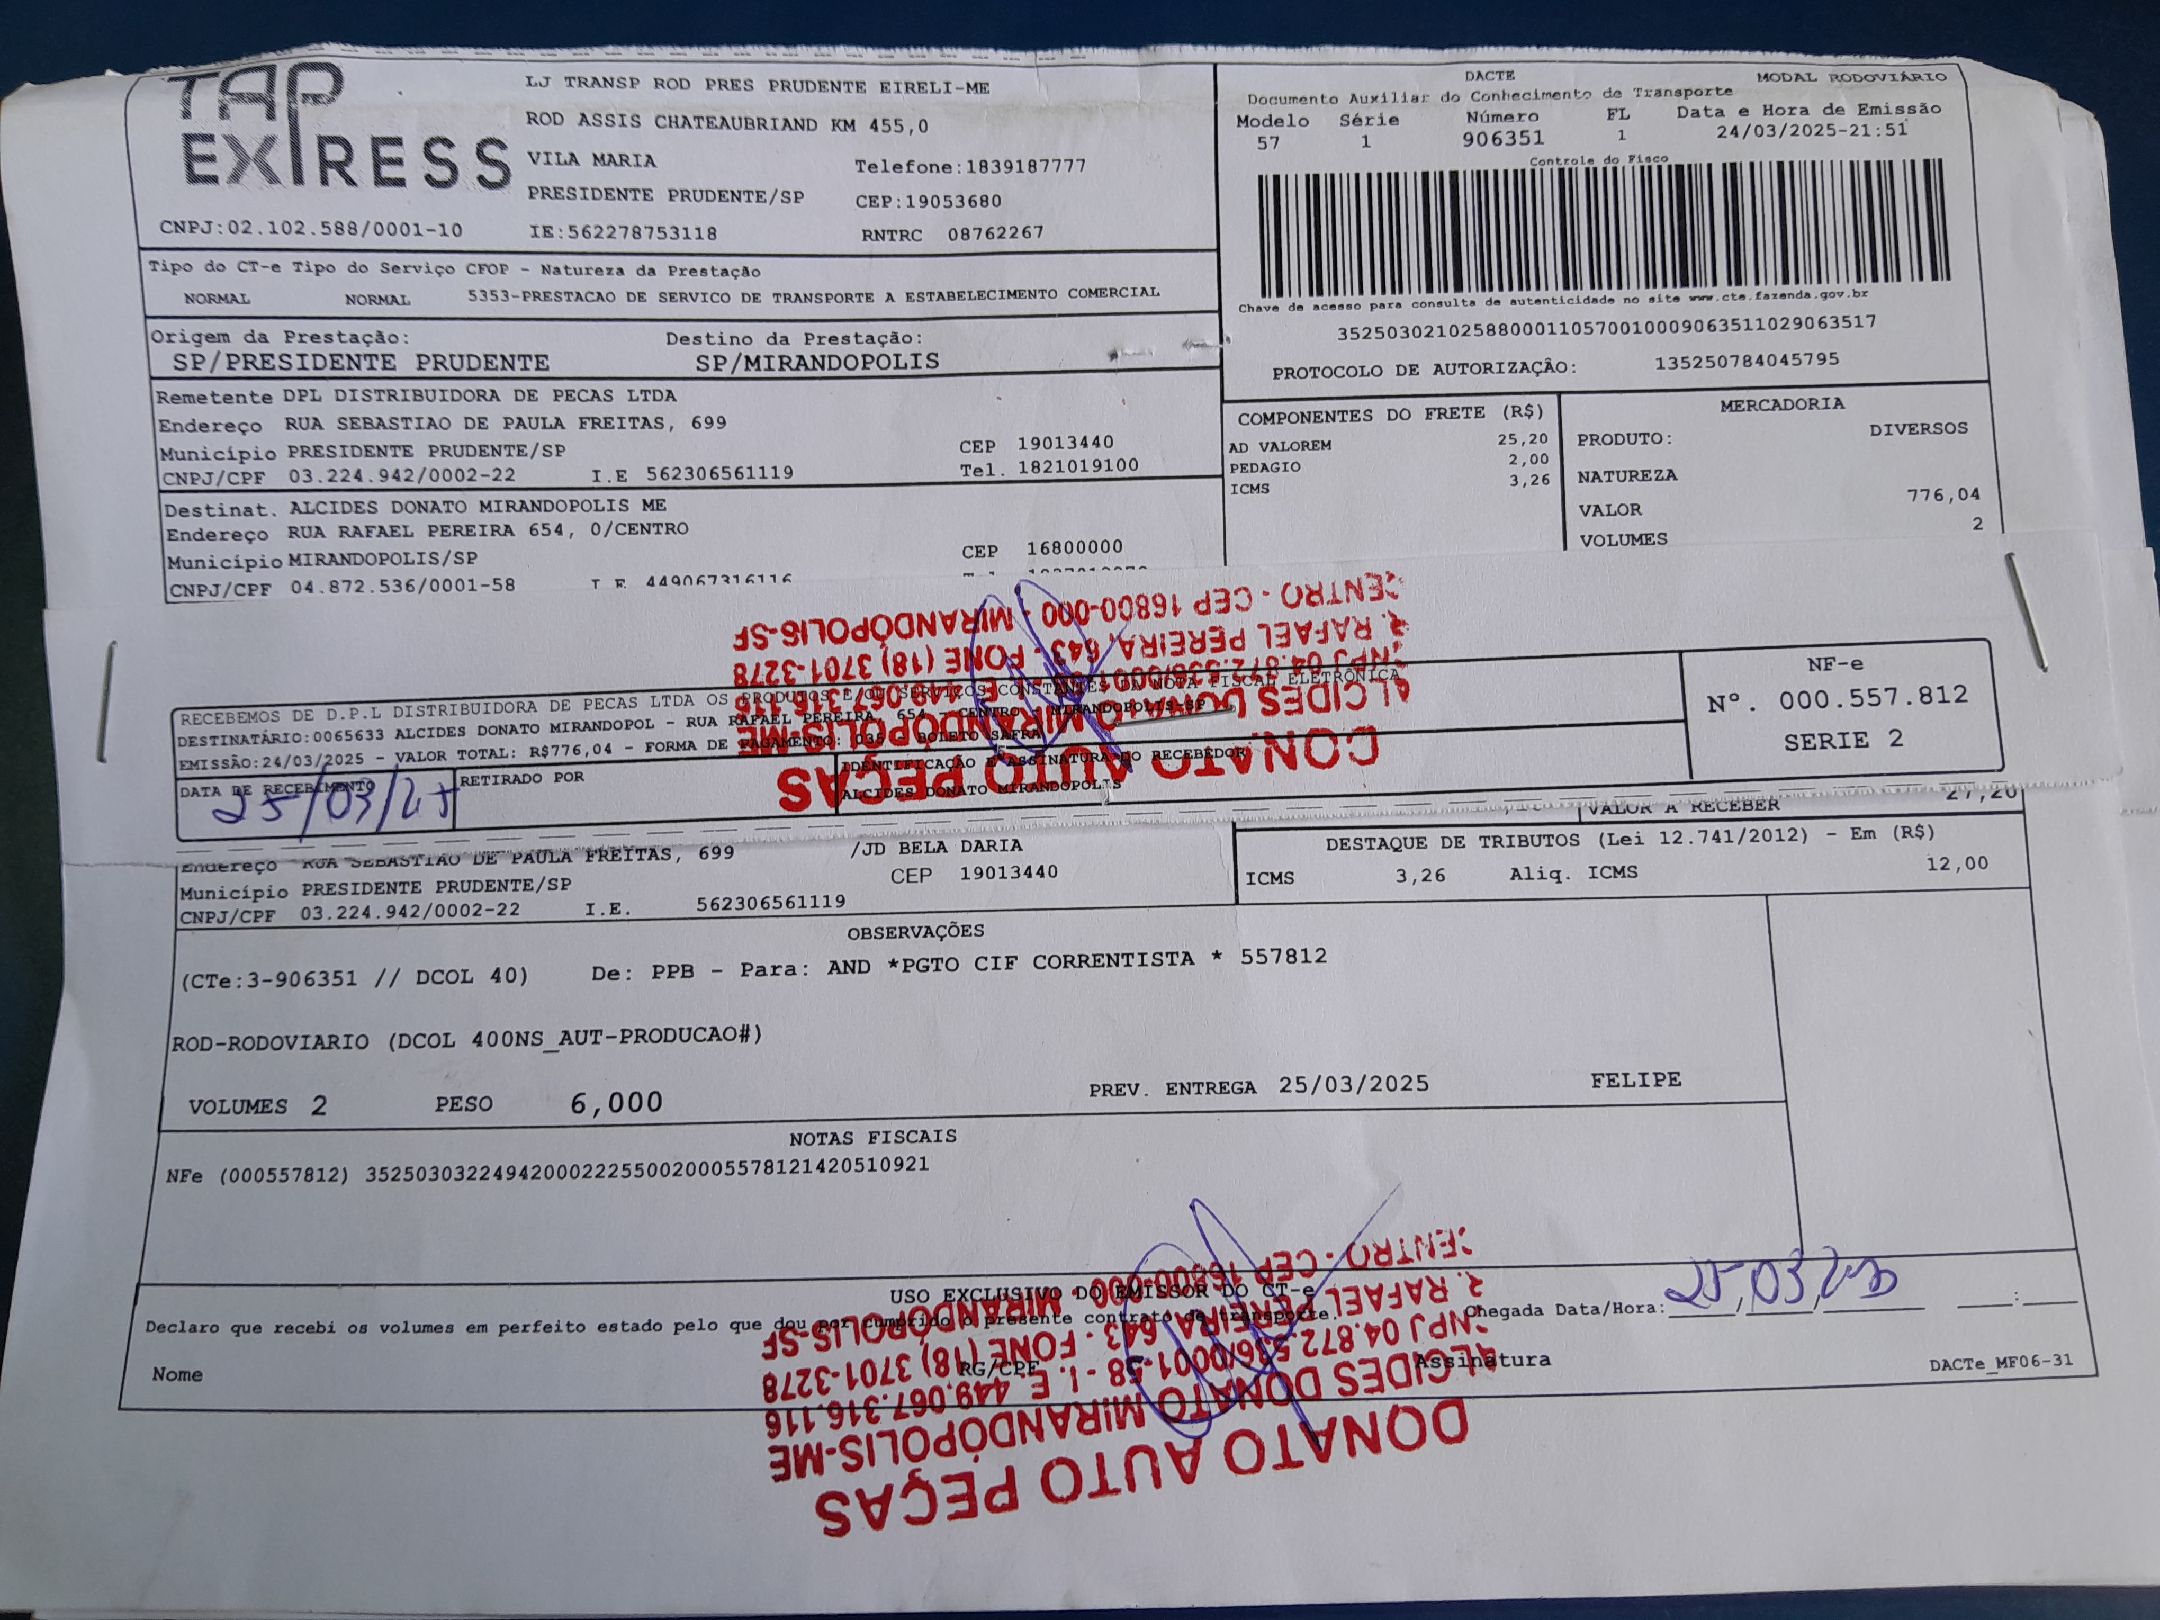 TAP EXPRESS
LJ TRANSP ROD PRES PRUDENTE EIRELI-ME
ROD ASSIS CHATEAUBRIAND KM 455,0
VILA MARIA Telefone:1839187777
PRESIDENTE PRUDENTE/SP CEP:19053680
CNPJ:02.102.588/0001-10 IE:562278753118 RNTRC 08762267
DACTE MODAL RODOVIÁRIO
Documento Auxiliar do Conhecimento de Transporte
Modelo Série Número FL Data e Hora de Emissão
57 1 906351 1 24/03/2025-21:51
Controle do Fisco
Chave de acesso para consulta de autenticidade no site www.cte.fazenda.gov.br
35250302102588000110570010009063511029063517
PROTOCOLO DE AUTORIZAÇÂO: 135250784045795
Tipo do CT-e Tipo do Serviço CFOP - Natureza da Prestação
NORMAL NORMAL 5353-PRESTACAO DE SERVICO DE TRANSPORTE A ESTABELECIMENTO COMERCIAL
Origem da Prestação: Destino da Prestação:
SP/PRESIDENTE PRUDENTE SP/MIRANDOPOLIS
Remetente DPL DISTRIBUIDORA DE PECAS LTDA
Endereço RUA SEBASTIAO DE PAULA FREITAS, 699
Município PRESIDENTE PRUDENTE/SP CEP 19013440
CNPJ/CPF 03.224.942/0002-22 I.E 562306561119 Tel. 1821019100
Destinat. ALCIDES DONATO MIRANDOPOLIS ME
Endereço RUA RAFAEL PEREIRA 654, 0/CENTRO
Município MIRANDOPOLIS/SP CEP 16800000
CNPJ/CPF 04.872.536/0001-58 I E 449067316116
COMPONENTES DO FRETE (R$)
AD VALOREM 25,20
PEDAGIO 2,00
ICMS 3,26
MERCADORIA
PRODUTO: DIVERSOS
NATUREZA
VALOR 776,04
VOLUMES 2
RECEBEMOS DE D.P.L DISTRIBUIDORA DE PECAS LTDA OS PRODUTOS E/OU SERVIÇOS CONSTANTES DA NOTA FISCAL ELETRÔNICA
DESTINATÁRIO:0065633 ALCIDES DONATO MIRANDOPOL - RUA RAFAEL PEREIRA, 654 - CENTRO - MIRANDOPOLIS-SP
EMISSÃO:24/03/2025 - VALOR TOTAL: R$776,04 - FORMA DE PAGAMENTO: 035 - BOLETO SAFRA
DATA DE RECEBIMENTO RETIRADO POR IDENTIFICAÇÃO E ASSINATURA DO RECEBEDOR
25/03/25 ALCIDES DONATO MIRANDOPOLIS
NF-e
Nº. 000.557.812
SERIE 2
DONATO AUTO PEÇAS
ALCIDES DONATO MIRANDÓPOLIS-ME
CNPJ 04.872.536/0001-58 - I. E. 449.067.316.116
R. RAFAEL PEREIRA, 643 - FONE (18) 3701-3278
CENTRO - CEP 16800-000 - MIRANDÓPOLIS-SP
VALOR A RECEBER 27,20
Endereço RUA SEBASTIAO DE PAULA FREITAS, 699 /JD BELA DARIA
Município PRESIDENTE PRUDENTE/SP CEP 19013440
CNPJ/CPF 03.224.942/0002-22 I.E. 562306561119
DESTAQUE DE TRIBUTOS (Lei 12.741/2012) - Em (R$)
ICMS 3,26 Aliq. ICMS 12,00
OBSERVAÇÕES
(CTe:3-906351 // DCOL 40) De: PPB - Para: AND *PGTO CIF CORRENTISTA * 557812
ROD-RODOVIARIO (DCOL 400NS_AUT-PRODUCAO#)
VOLUMES 2 PESO 6,000 PREV. ENTREGA 25/03/2025 FELIPE
NOTAS FISCAIS
NFe (000557812) 35250303224942000222550020005578121420510921
USO EXCLUSIVO DO EMISSOR DO CT-e
Declaro que recebi os volumes em perfeito estado pelo que dou por cumprido o presente contrato de transporte. Chegada Data/Hora: 25/03/ :
Nome RG/CPF Assinatura DACTe_MF06-31
DONATO AUTO PEÇAS
ALCIDES DONATO MIRANDÓPOLIS-ME
CNPJ 04.872.536/0001-58 - I. E. 449.067.316.116
R. RAFAEL PEREIRA, 643 - FONE (18) 3701-3278
CENTRO - CEP 16800-000 - MIRANDÓPOLIS-SP